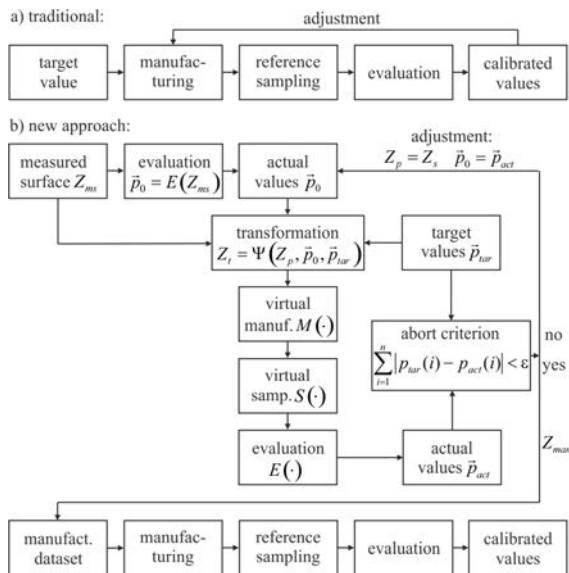 a) traditional:
adjustment
target
value
manufac-
turing
reference
sampling
evaluation
calibrated
values
b) new approach:
adjustment:
Z_p = Z_s p⃗_0 = p⃗_act
measured
surface Z_ms
evaluation
p⃗_0 = E(Z_ms)
actual
values p⃗_0
transformation
Z_t = Ψ(Z_p, p⃗_0, p⃗_tar)
target
values p⃗_tar
virtual
manuf. M(·)
abort criterion
∑_{i=1}^{n} |p_tar(i) − p_act(i)| < ε
no
yes
virtual
samp. S(·)
evaluation
E(·)
actual
values p⃗_act
Z_man
manufact.
dataset
manufac-
turing
reference
sampling
evaluation
calibrated
values